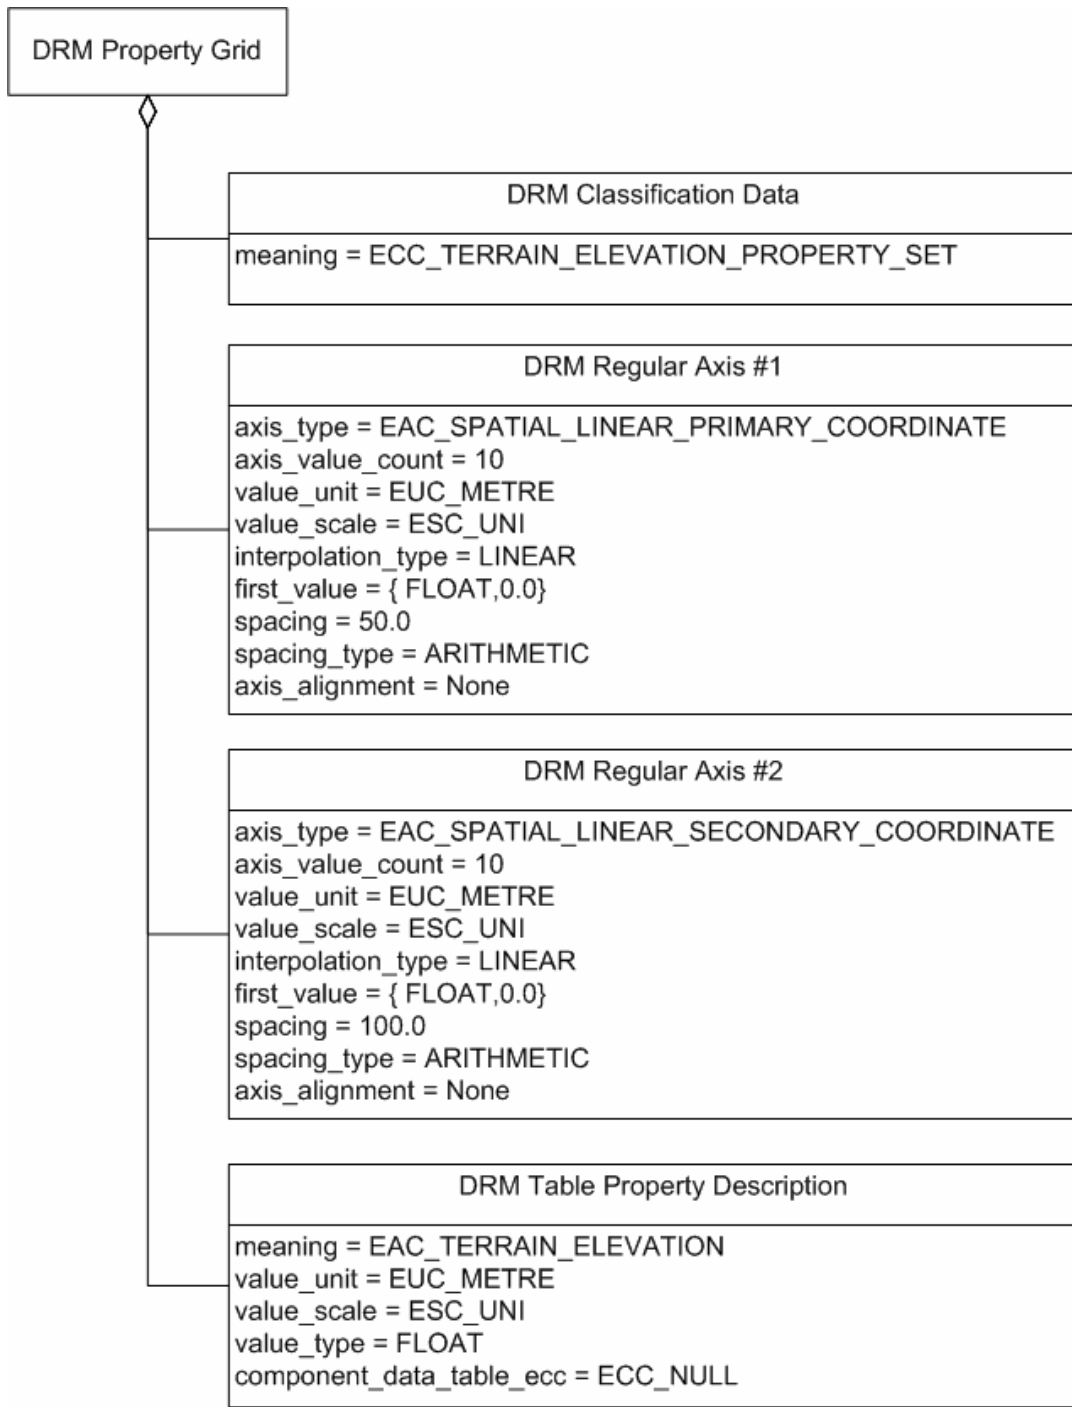 DRM Property Grid
DRM Classification Data
meaning = ECC_TERRAIN_ELEVATION_PROPERTY_SET
DRM Regular Axis #1
axis_type = EAC_SPATIAL_LINEAR_PRIMARY_COORDINATE
axis_value_count = 10
value_unit = EUC_METRE
value_scale = ESC_UNI
interpolation_type = LINEAR
first_value = { FLOAT,0.0}
spacing = 50.0
spacing_type = ARITHMETIC
axis_alignment = None
DRM Regular Axis #2
axis_type = EAC_SPATIAL_LINEAR_SECONDARY_COORDINATE
axis_value_count = 10
value_unit = EUC_METRE
value_scale = ESC_UNI
interpolation_type = LINEAR
first_value = { FLOAT,0.0}
spacing = 100.0
spacing_type = ARITHMETIC
axis_alignment = None
DRM Table Property Description
meaning = EAC_TERRAIN_ELEVATION
value_unit = EUC_METRE
value_scale = ESC_UNI
value_type = FLOAT
component_data_table_ecc = ECC_NULL